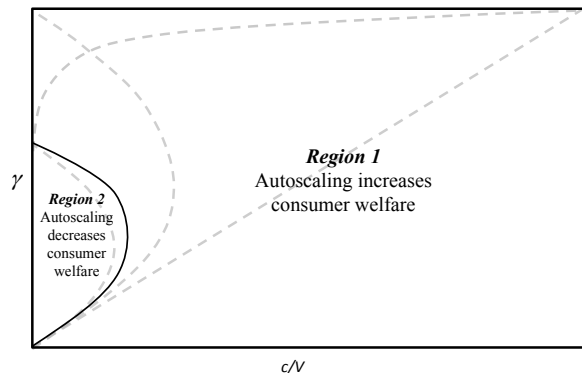 Region 1
Autoscaling increases
consumer welfare
γ
Region 2
Autoscaling
decreases
consumer
welfare
c/V